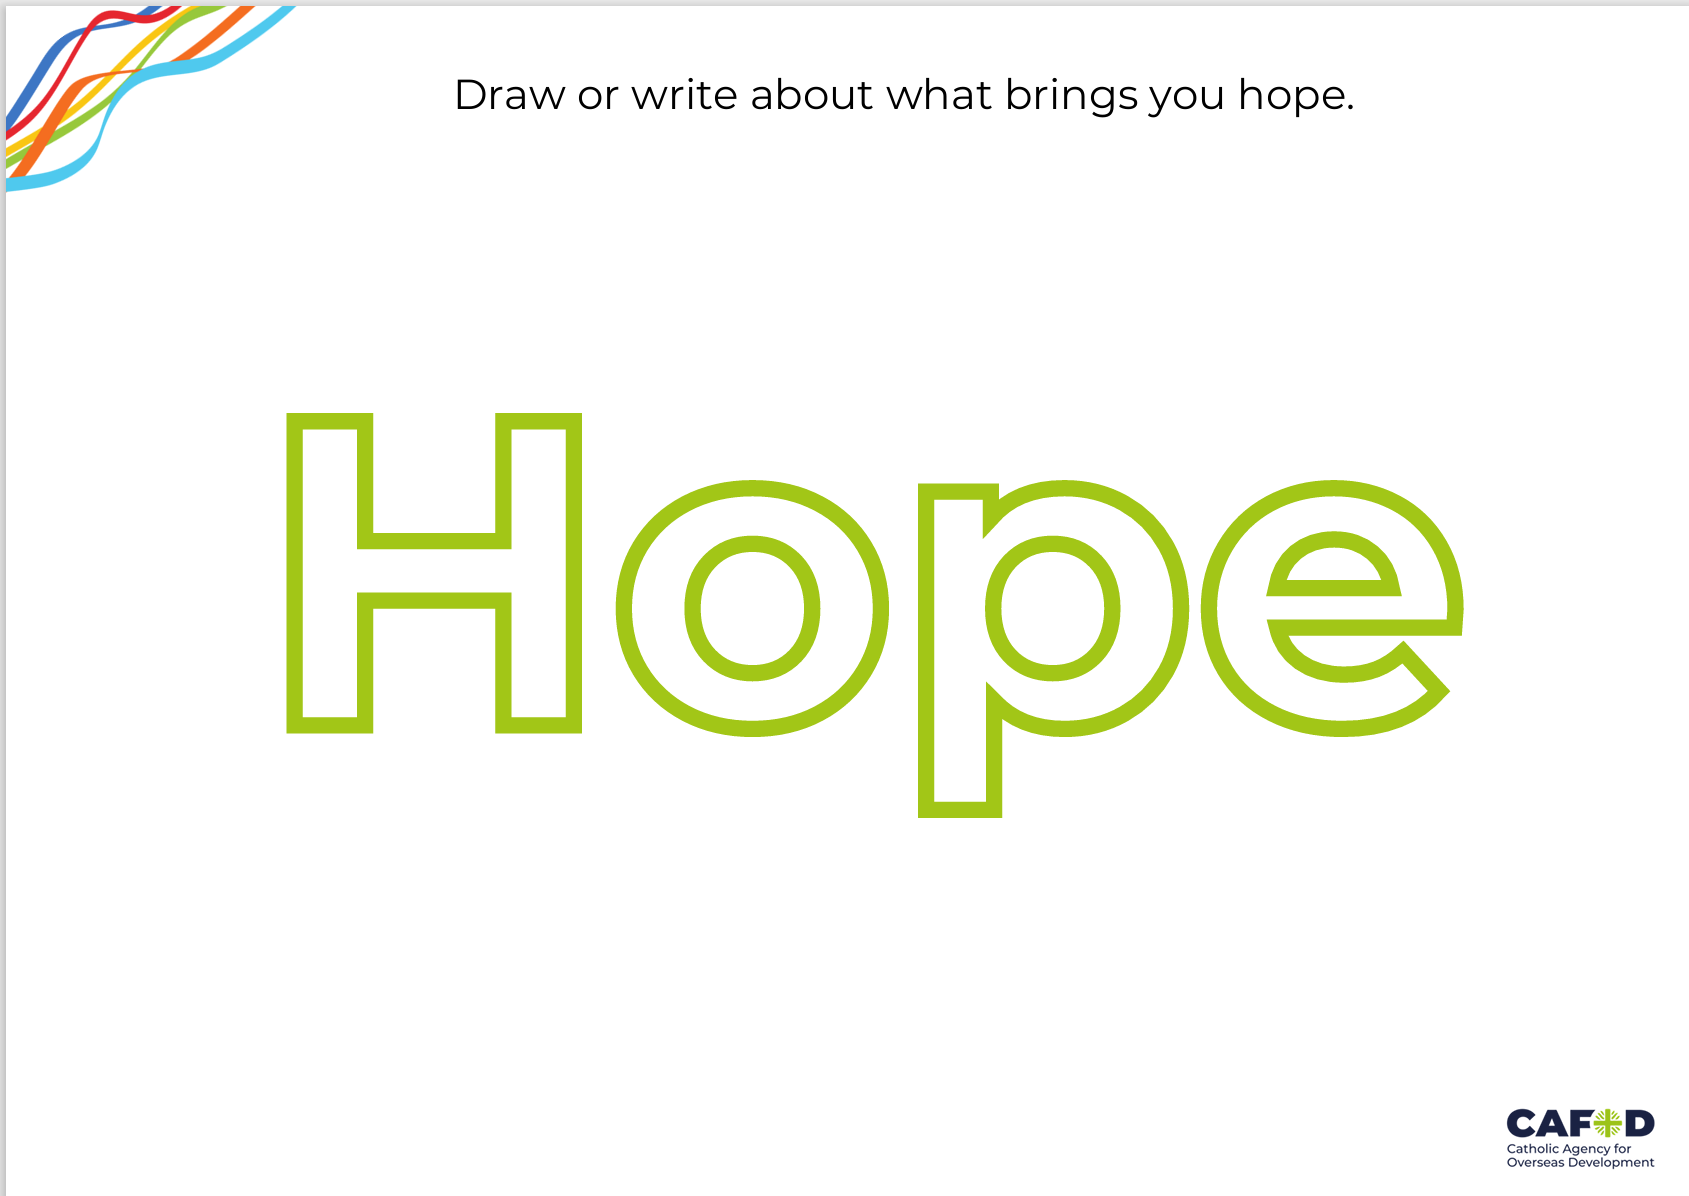 Draw or write about what brings you hope.
Hope
CAFOD
Catholic Agency for
Overseas Development